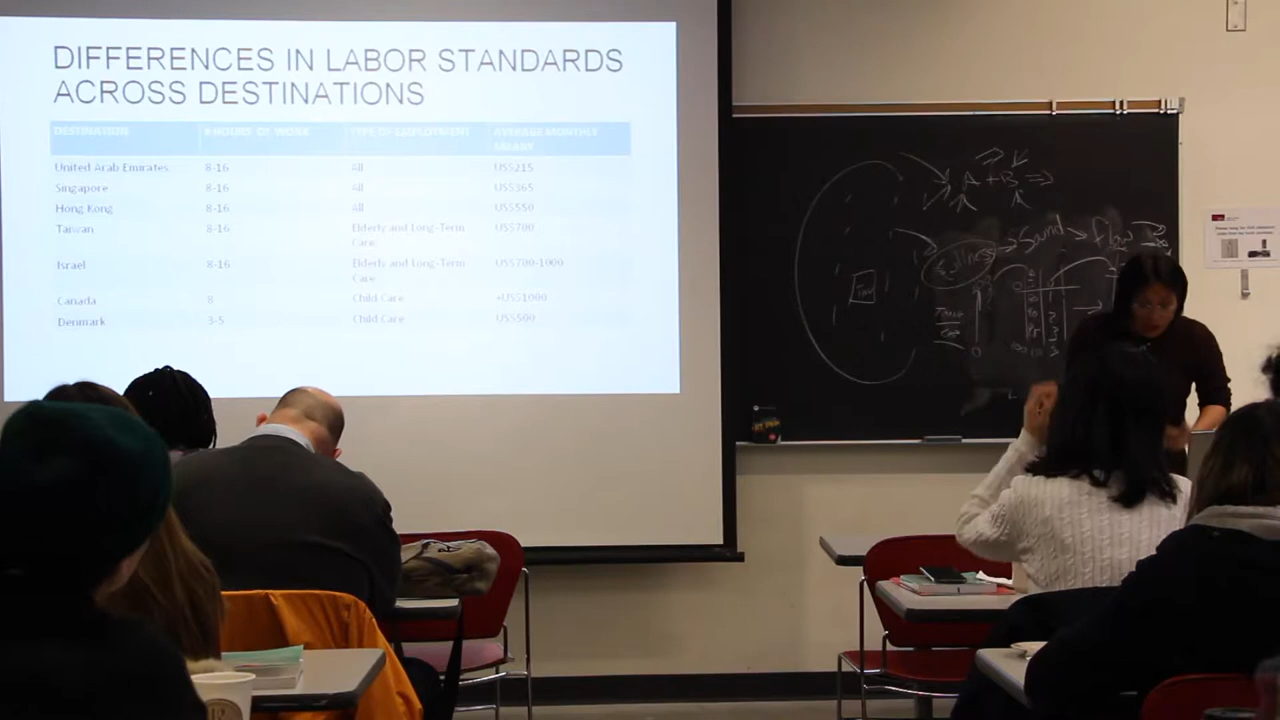 DIFFERENCES IN LABOR STANDARDS
ACROSS DESTINATIONS
DESTINATION # HOURS OF WORK TYPE OF EMPLOYMENT AVERAGE MONTHLY
SALARY
United Arab Emirates 8-16 All US$215
Singapore 8-16 All US$365
Hong Kong 8-16 All US$550
Taiwan 8-16 Elderly and Long-Term US$700
Care
Israel 8-16 Elderly and Long-Term US$700-1000
Care
Canada 8 Child Care +US$1000
Denmark 3-5 Child Care US$500
A + B ⇒
Sound → flow